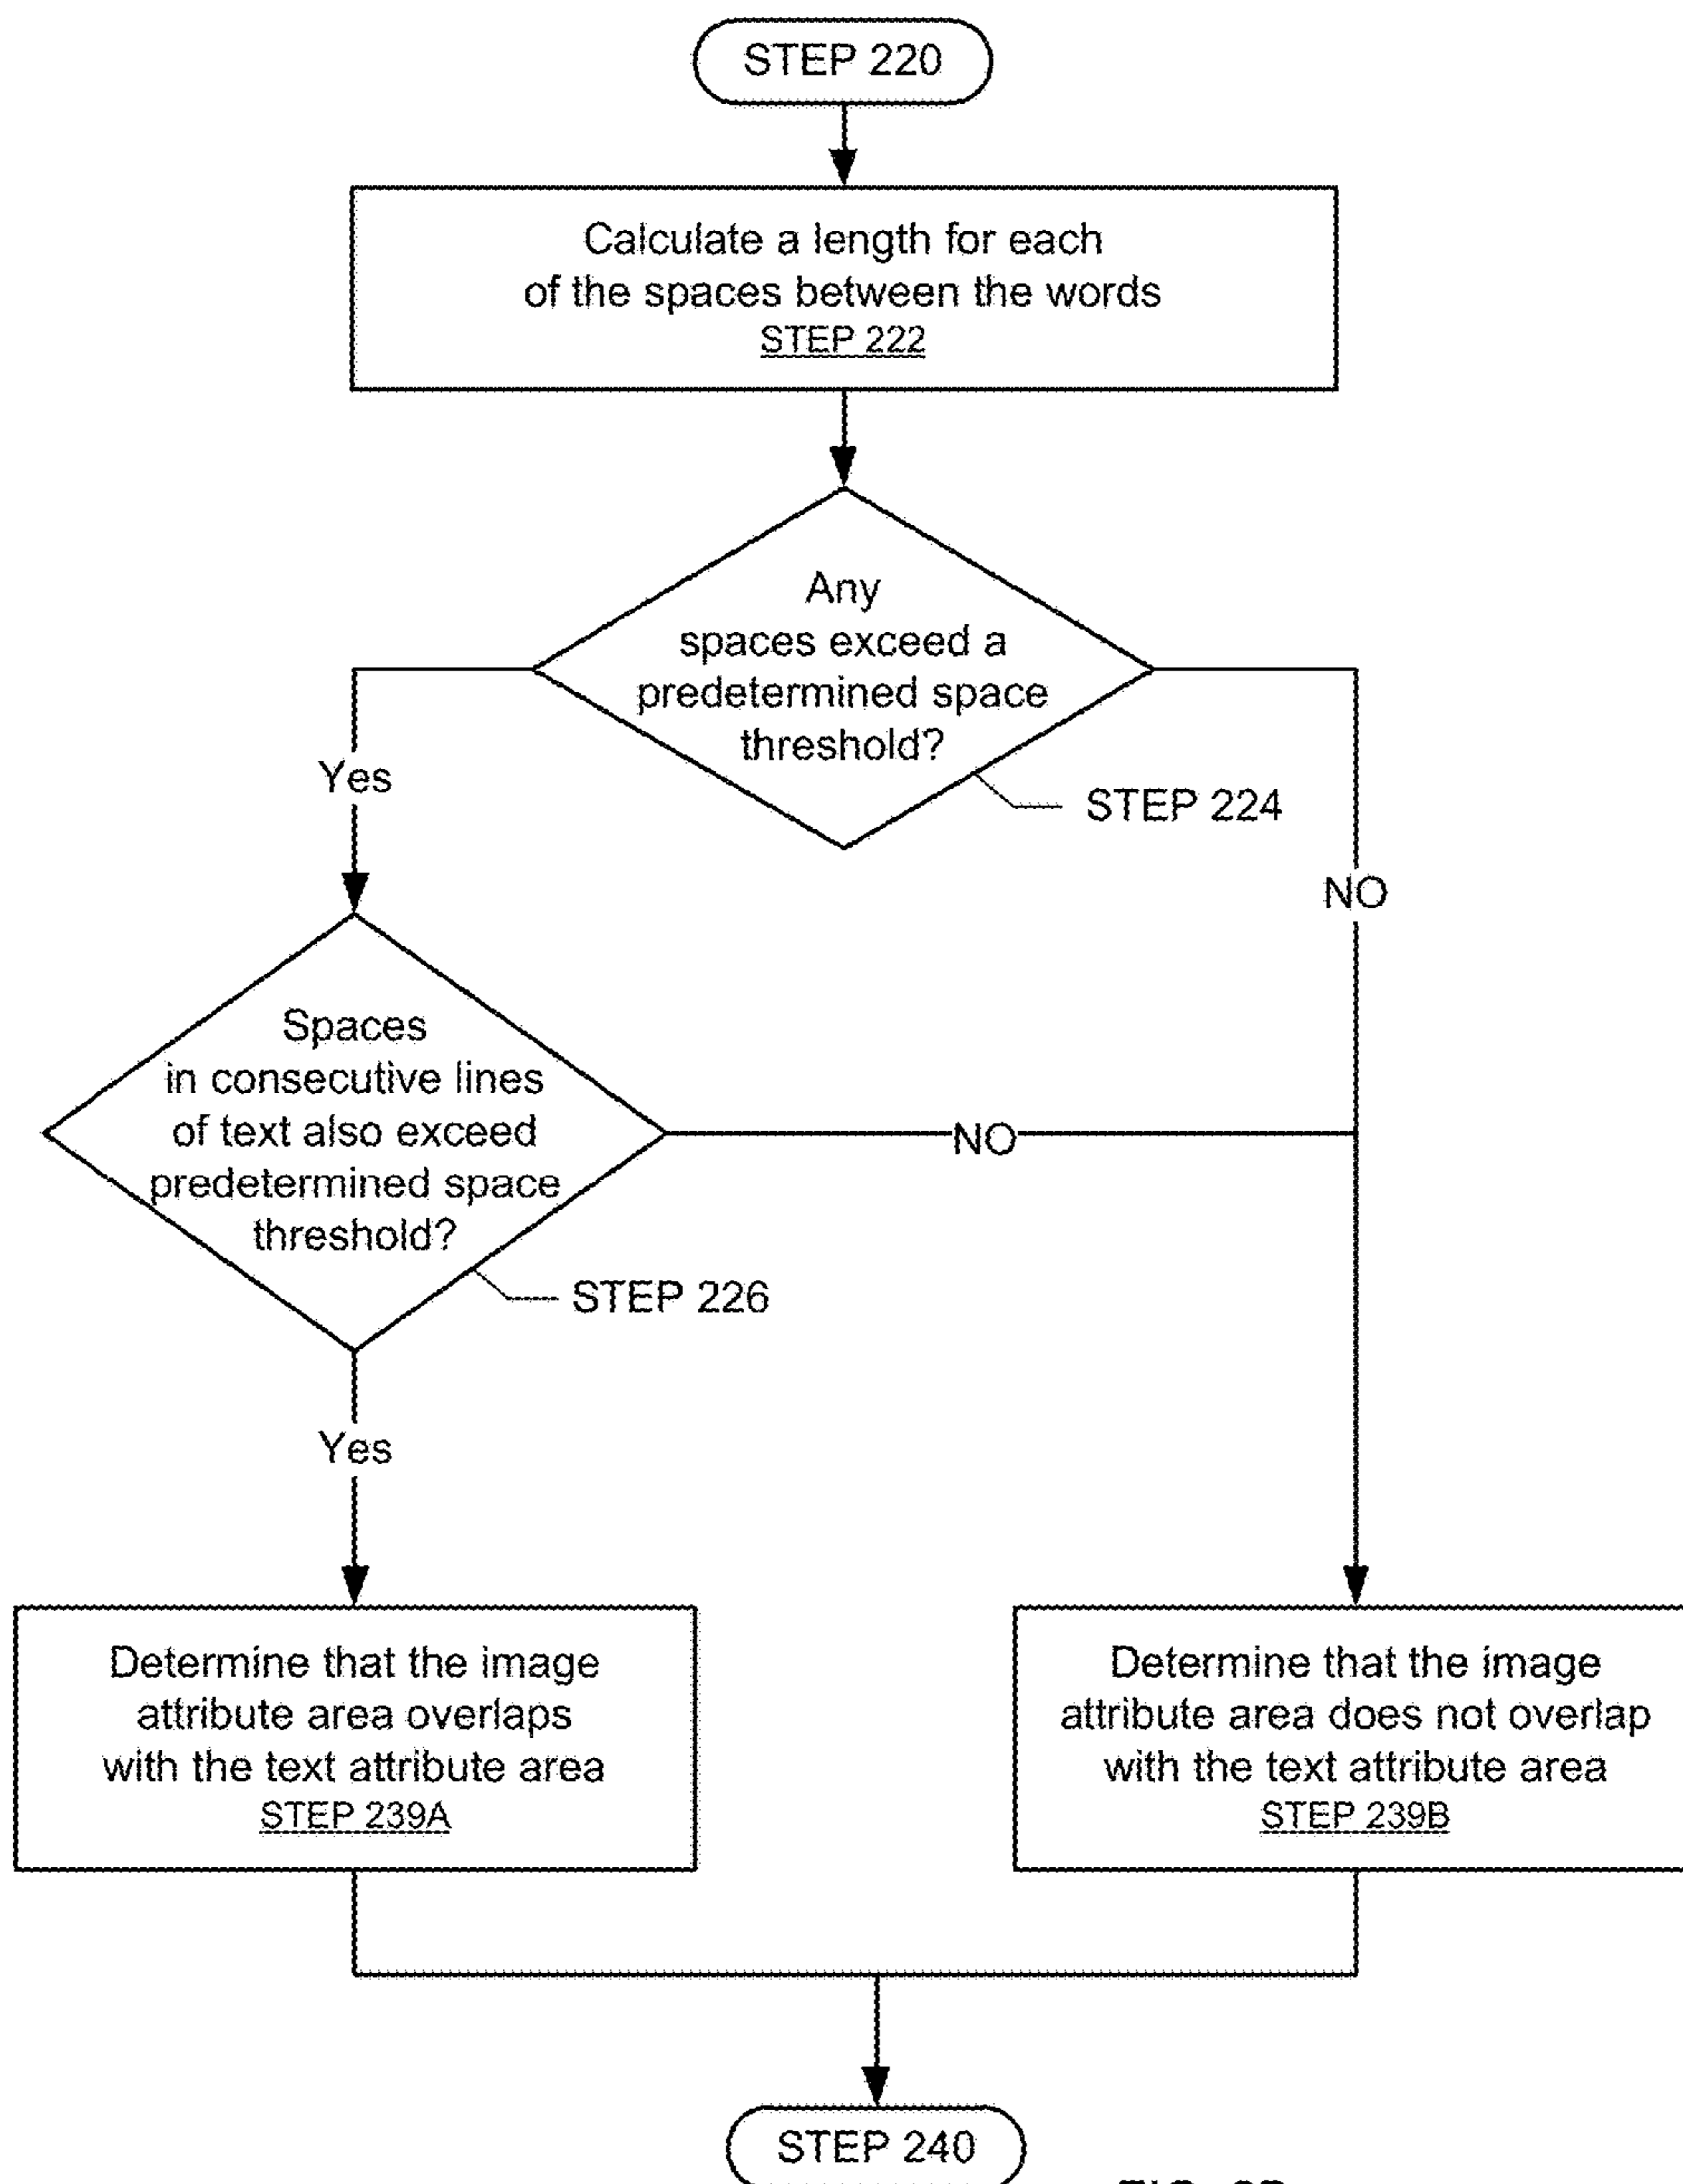 STEP 220
Calculate a length for each
of the spaces between the words
STEP 222
Any
spaces exceed a
predetermined space
threshold?
STEP 224
Yes
NO
Spaces
in consecutive lines
of text also exceed
predetermined space
threshold?
NO
STEP 226
Yes
Determine that the image
attribute area overlaps
with the text attribute area
STEP 239A
Determine that the image
attribute area does not overlap
with the text attribute area
STEP 239B
STEP 240